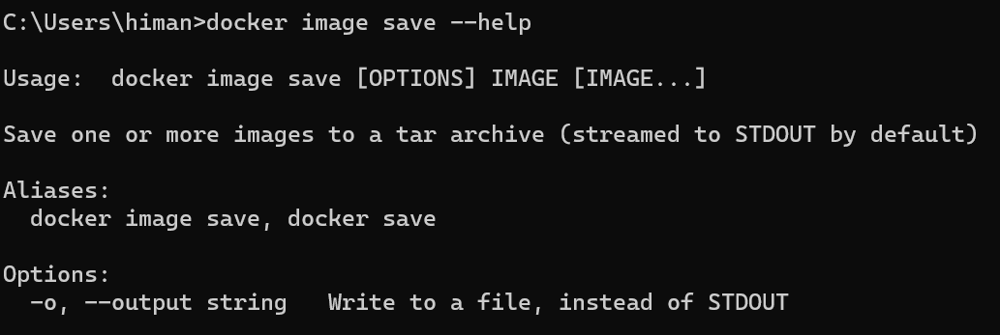 C:\Users\himan>docker image save --help
Usage:  docker image save [OPTIONS] IMAGE [IMAGE...]
Save one or more images to a tar archive (streamed to STDOUT by default)
Aliases:
  docker image save, docker save
Options:
  -o, --output string   Write to a file, instead of STDOUT